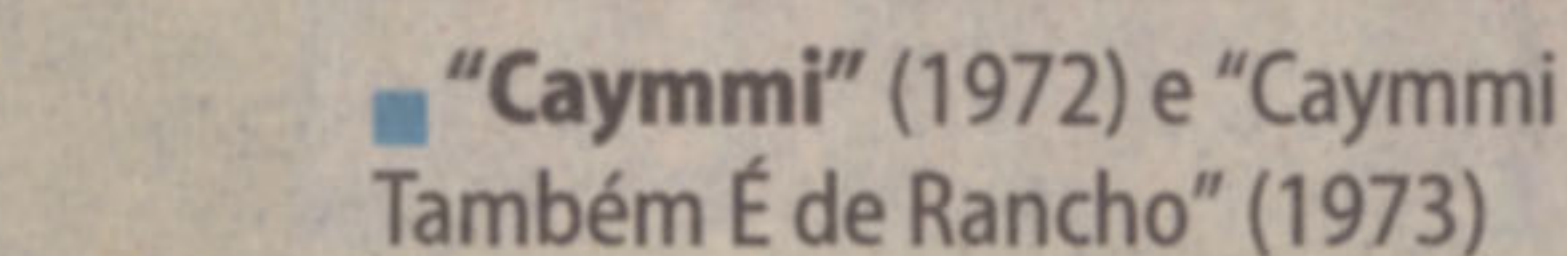 ■ “Caymmi” (1972) e “Caymmi
Também É de Rancho” (1973)